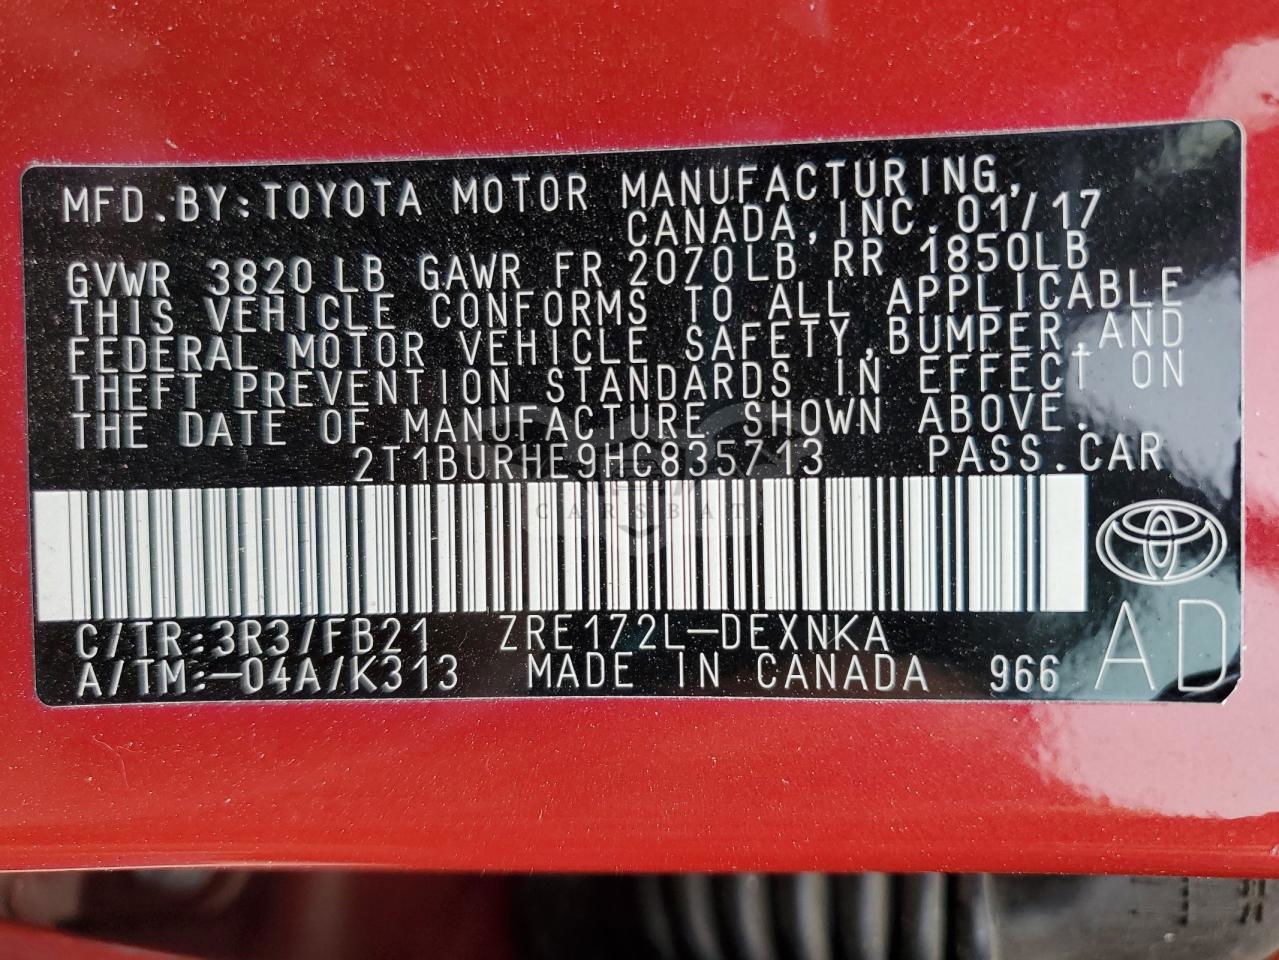 MFD.BY:TOYOTA MOTOR MANUFACTURING,
CANADA,INC.01/17
GVWR 3820LB GAWR FR 2070LB RR 1850LB
THIS VEHICLE CONFORMS TO ALL APPLICABLE
FEDERAL MOTOR VEHICLE SAFETY,BUMPER,AND
THEFT PREVENTION STANDARDS IN EFFECT ON
THE DATE OF MANUFACTURE SHOWN ABOVE.
2T1BURHE9HC835713 PASS.CAR
CARSBAT
C/TR:3R3/FB21 ZRE172L-DEXNKA
A/TM:-04A/K313 MADE IN CANADA 966 AD